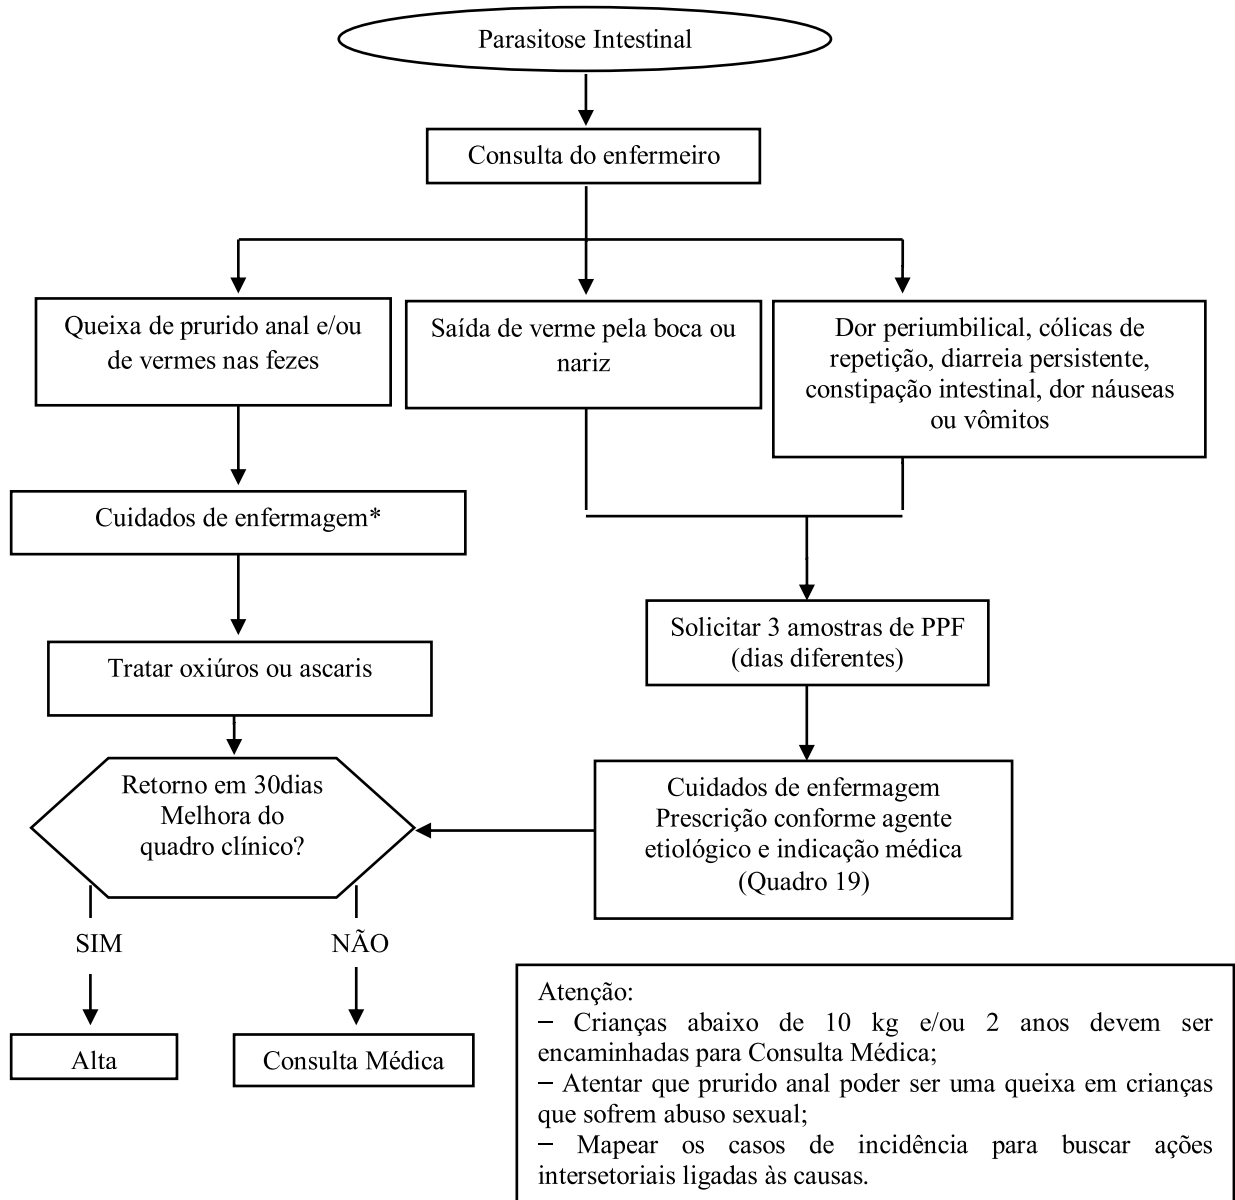 Parasitose Intestinal
Consulta do enfermeiro
Queixa de prurido anal e/ou
de vermes nas fezes
Saída de verme pela boca ou
nariz
Dor periumbilical, cólicas de
repetição, diarreia persistente,
constipação intestinal, dor náuseas
ou vômitos
Cuidados de enfermagem*
Solicitar 3 amostras de PPF
(dias diferentes)
Tratar oxiúros ou ascaris
Retorno em 30dias
Melhora do
quadro clínico?
Cuidados de enfermagem
Prescrição conforme agente
etiológico e indicação médica
(Quadro 19)
SIM
NÃO
Alta
Consulta Médica
Atenção:
− Crianças abaixo de 10 kg e/ou 2 anos devem ser
encaminhadas para Consulta Médica;
− Atentar que prurido anal poder ser uma queixa em crianças
que sofrem abuso sexual;
− Mapear os casos de incidência para buscar ações
intersetoriais ligadas às causas.